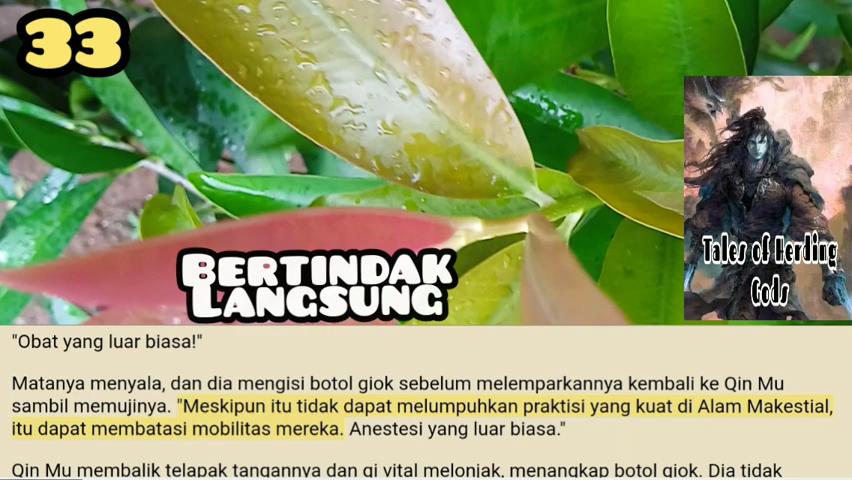 33
Tales of Herding
Gods
BERTINDAK
LANGSUNG
"Obat yang luar biasa!"
Matanya menyala, dan dia mengisi botol giok sebelum melemparkannya kembali ke Qin Mu
sambil memujinya. "Meskipun itu tidak dapat melumpuhkan praktisi yang kuat di Alam Makestial,
itu dapat membatasi mobilitas mereka. Anestesi yang luar biasa."
Qin Mu membalik telapak tangannya dan qi vital melonjak, menangkap botol giok. Dia tidak